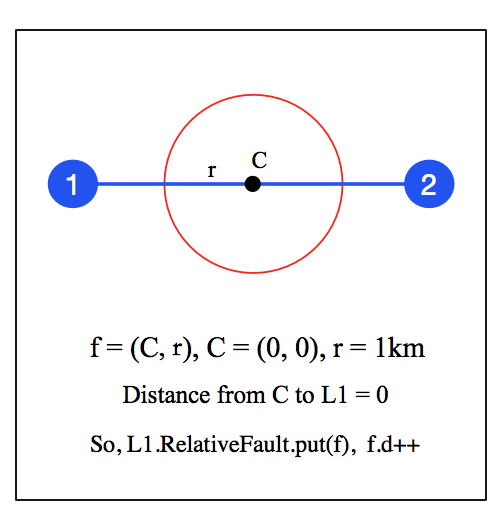 C
r
1
2
f = (C, r), C = (0, 0), r = 1km
Distance from C to L1 = 0
So, L1.RelativeFault.put(f), f.d++